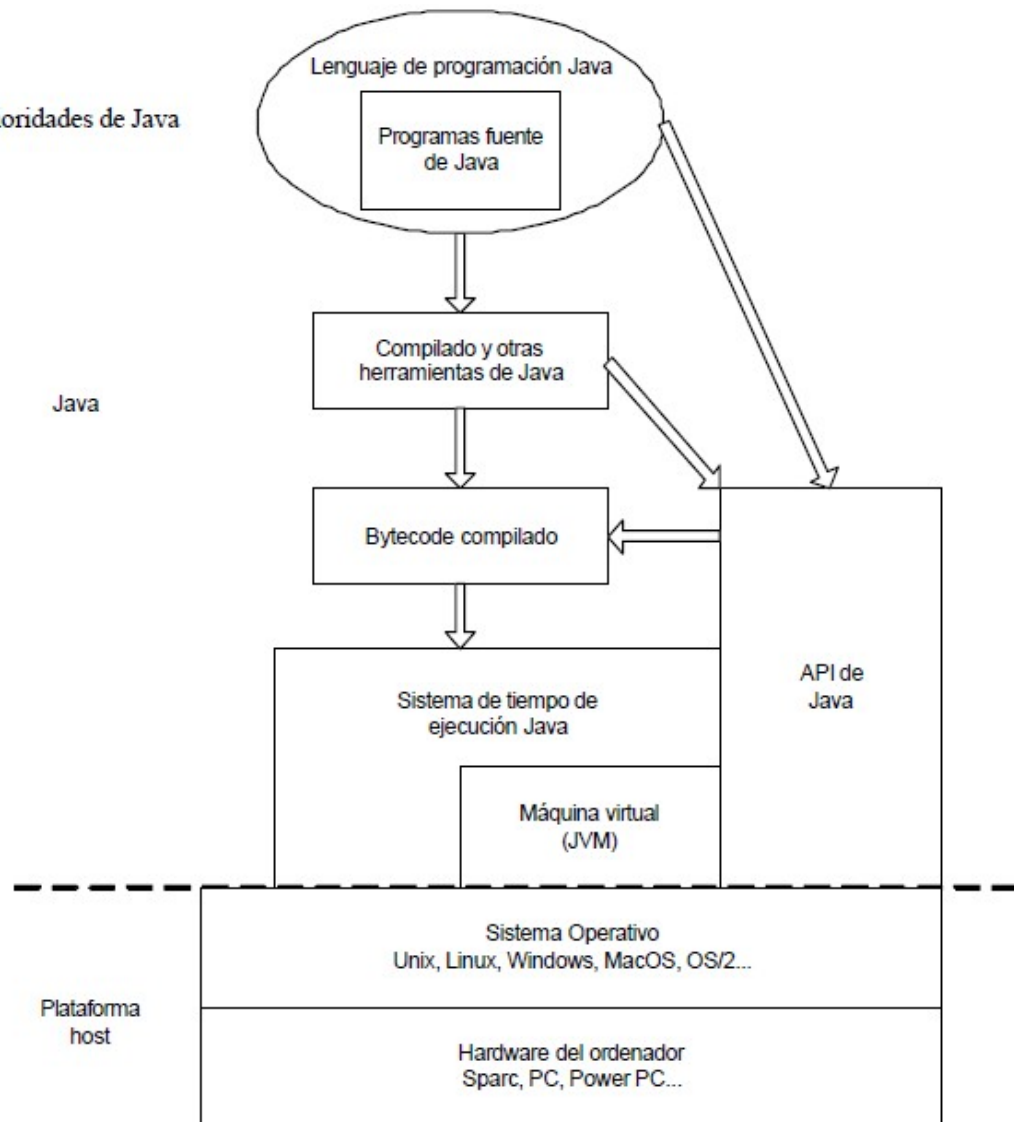 Lenguaje de programación Java
oridades de Java
Programas fuente
de Java
Compilado y otras
herramientas de Java
Java
Bytecode compilado
API de
Java
Sistema de tiempo de
ejecución Java
Máquina virtual
(JVM)
Sistema Operativo
Unix, Linux, Windows, MacOS, OS/2...
Plataforma
host
Hardware del ordenador
Sparc, PC, Power PC...